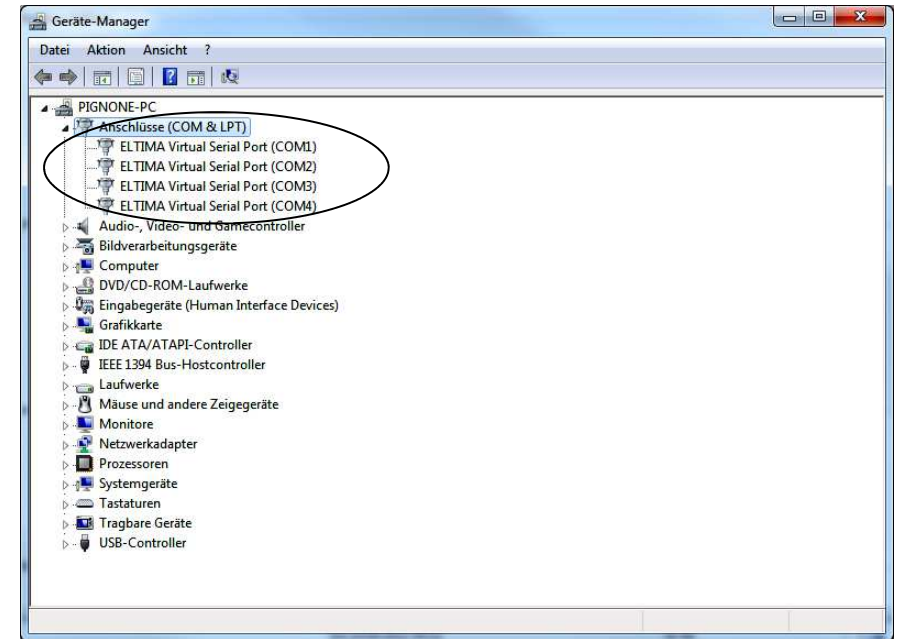 Geräte-Manager
Datei Aktion Ansicht ?
PIGNONE-PC
Anschlüsse (COM & LPT)
ELTIMA Virtual Serial Port (COM1)
ELTIMA Virtual Serial Port (COM2)
ELTIMA Virtual Serial Port (COM3)
ELTIMA Virtual Serial Port (COM4)
Audio-, Video- und Gamecontroller
Bildverarbeitungsgeräte
Computer
DVD/CD-ROM-Laufwerke
Eingabegeräte (Human Interface Devices)
Grafikkarte
IDE ATA/ATAPI-Controller
IEEE 1394 Bus-Hostcontroller
Laufwerke
Mäuse und andere Zeigegeräte
Monitore
Netzwerkadapter
Prozessoren
Systemgeräte
Tastaturen
Tragbare Geräte
USB-Controller